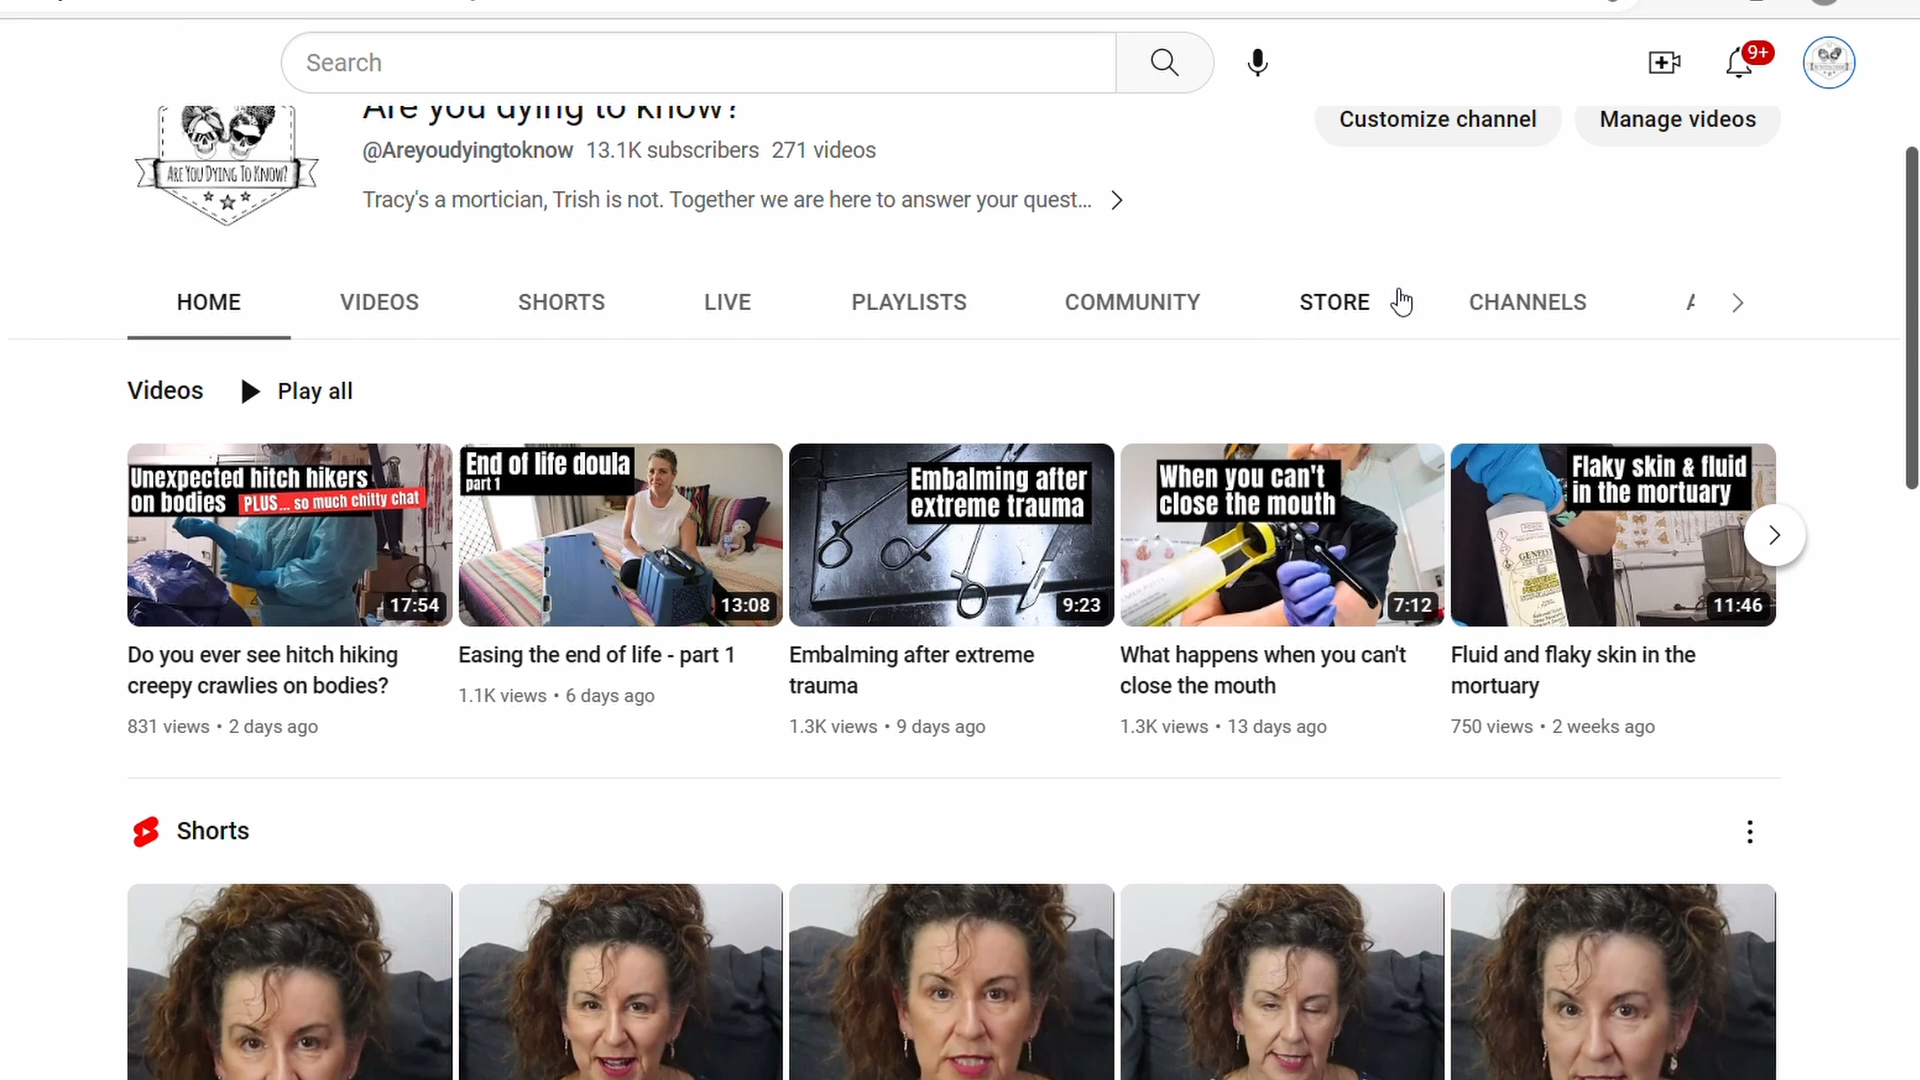 Search
9+
Are you dying to know?
Customize channel
Manage videos
@Areyoudyingtoknow 13.1K subscribers 271 videos
ARE YOU DYING TO KNOW?
Tracy's a mortician, Trish is not. Together we are here to answer your quest...
HOME
VIDEOS
SHORTS
LIVE
PLAYLISTS
COMMUNITY
STORE
CHANNELS
Videos
Play all
Unexpected hitch hikers
on bodies PLUS... so much chitty chat
17:54
End of life doula
part 1
13:08
Embalming after
extreme trauma
9:23
When you can't
close the mouth
7:12
Flaky skin & fluid
in the mortuary
11:46
Do you ever see hitch hiking
creepy crawlies on bodies?
831 views • 2 days ago
Easing the end of life - part 1
1.1K views • 6 days ago
Embalming after extreme
trauma
1.3K views • 9 days ago
What happens when you can't
close the mouth
1.3K views • 13 days ago
Fluid and flaky skin in the
mortuary
750 views • 2 weeks ago
Shorts